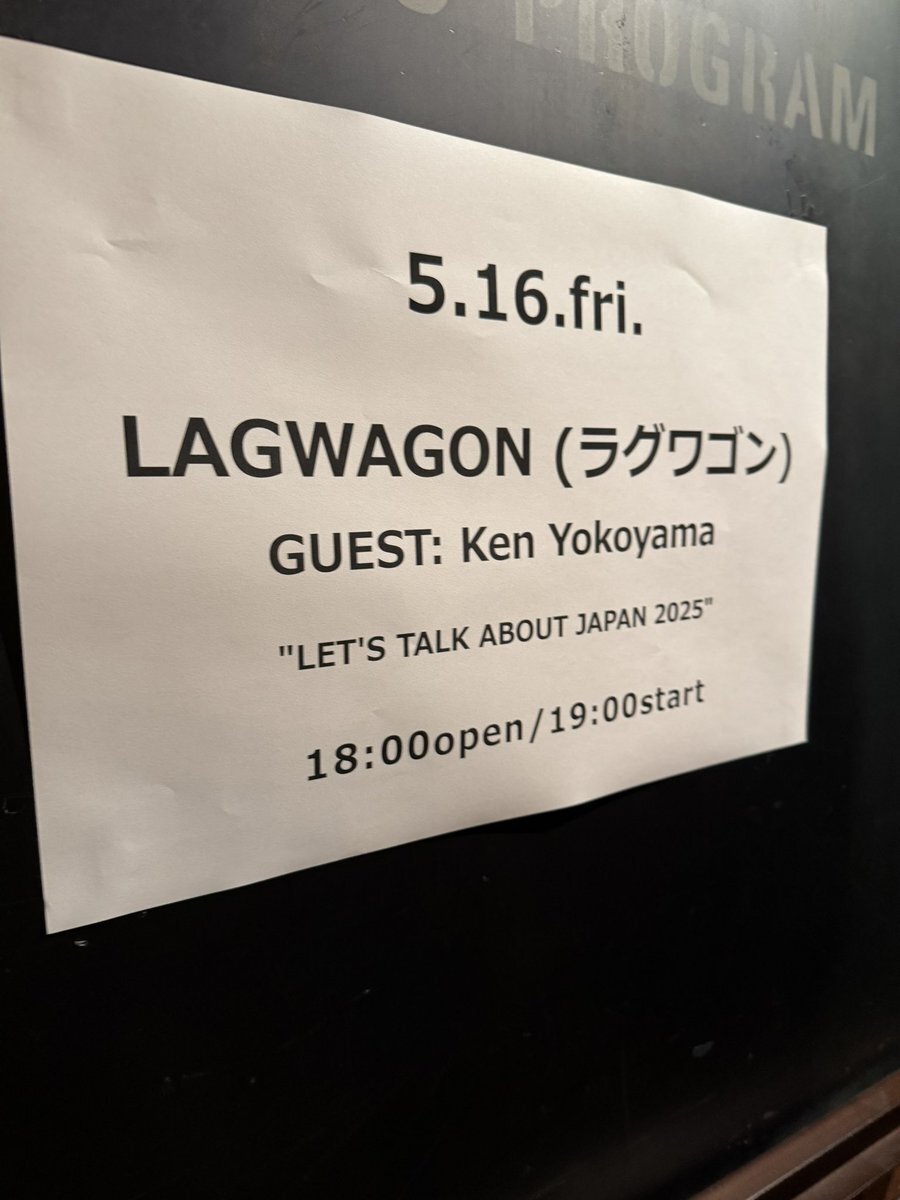 PROGRAM
5.16.fri.
LAGWAGON (ラグワゴン)
GUEST: Ken Yokoyama
"LET'S TALK ABOUT JAPAN 2025"
18:00open/19:00start